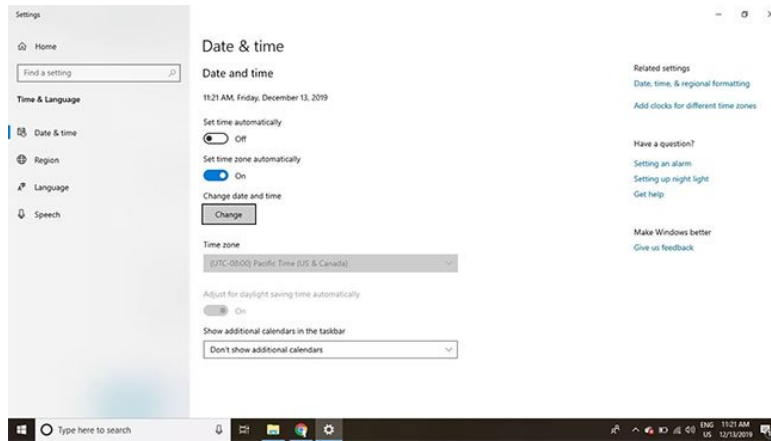 Settings
Home
Find a setting
Time & Language
Date & time
Region
Language
Speech
Date & time
Date and time
11:21 AM, Friday, December 13, 2019
Set time automatically
Off
Set time zone automatically
On
Change date and time
Change
Time zone
(UTC-08:00) Pacific Time (US & Canada)
Adjust for daylight saving time automatically
On
Show additional calendars in the taskbar
Don't show additional calendars
Related settings
Date, time, & regional formatting
Add clocks for different time zones
Have a question?
Setting an alarm
Setting up night light
Get help
Make Windows better
Give us feedback
Type here to search
ENG 11:21 AM
US 12/13/2019